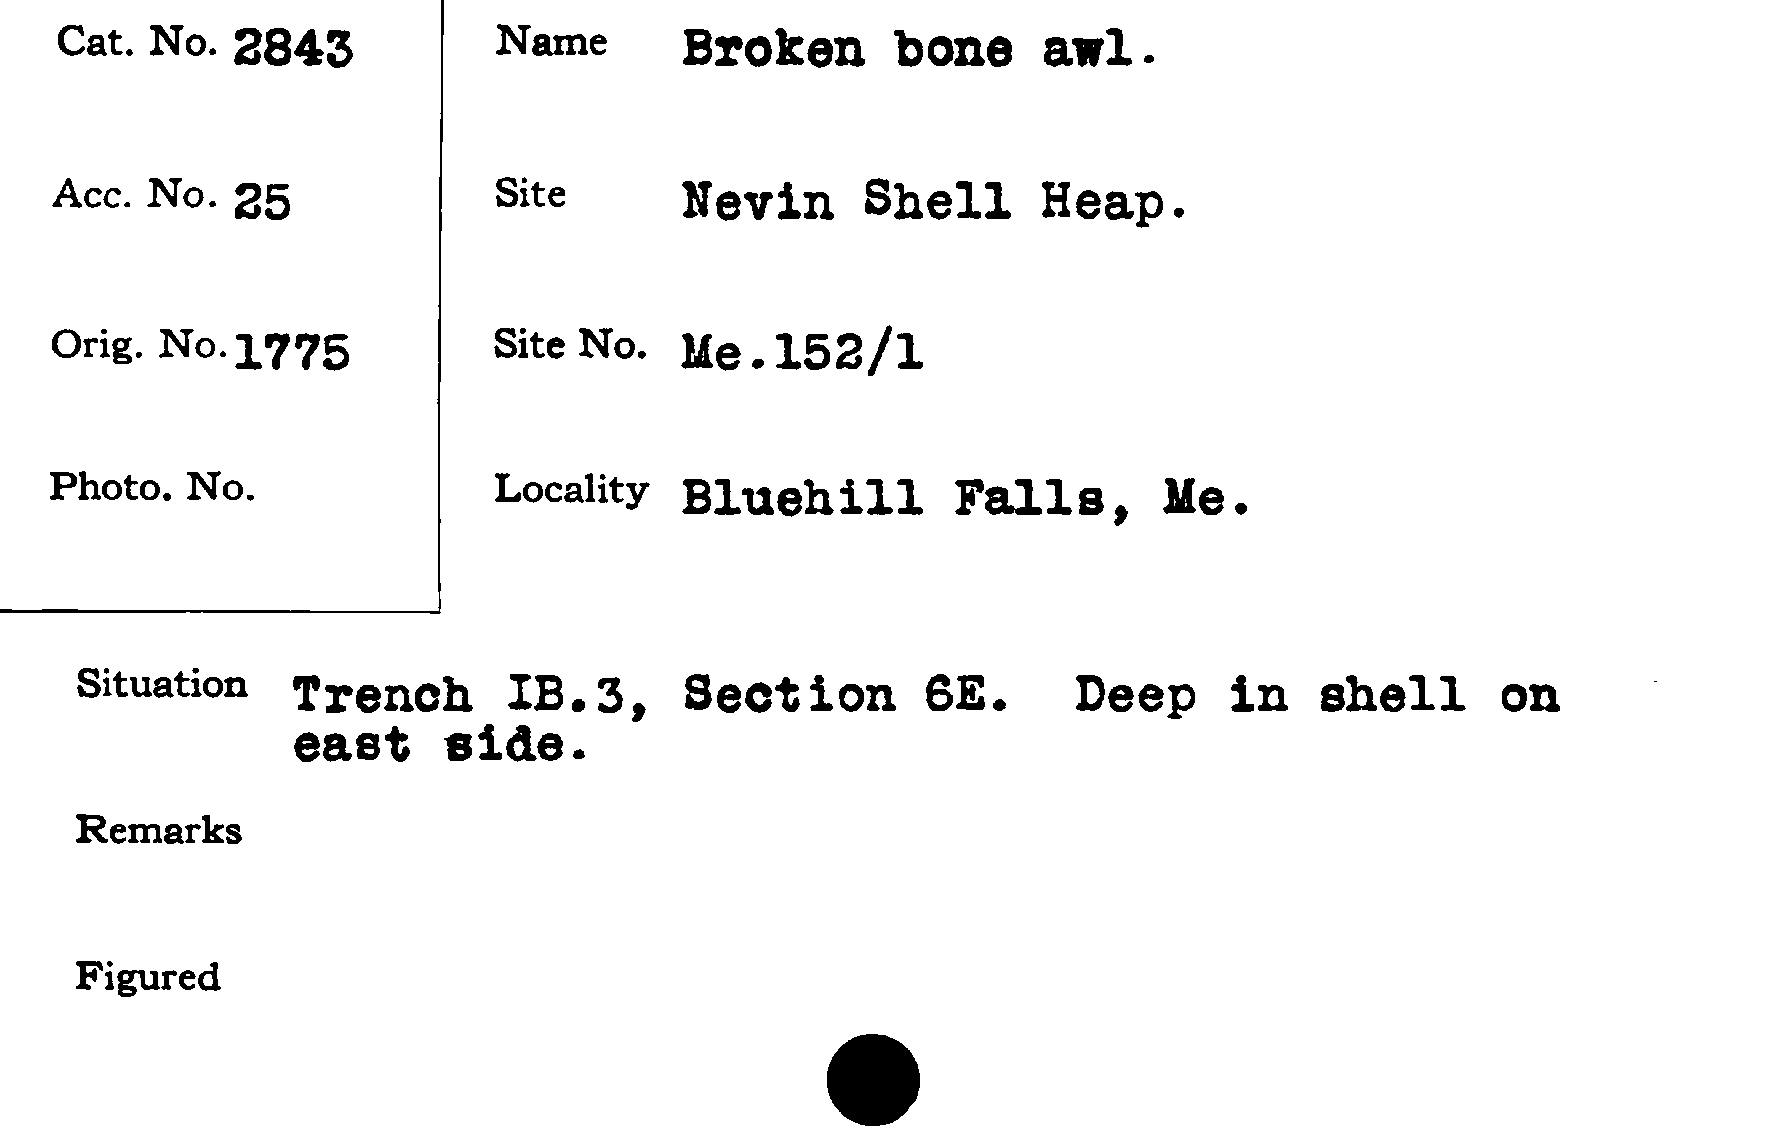 Cat. No. 2843
Name Broken bone awl.
Acc. No. 25
Site Nevin Shell Heap.
Orig. No. 1775
Site No. Me.152/1
Photo. No.
Locality Bluehill Falls, Me.
Situation Trench IB.3, Section 6E. Deep in shell on
east side.
Remarks
Figured